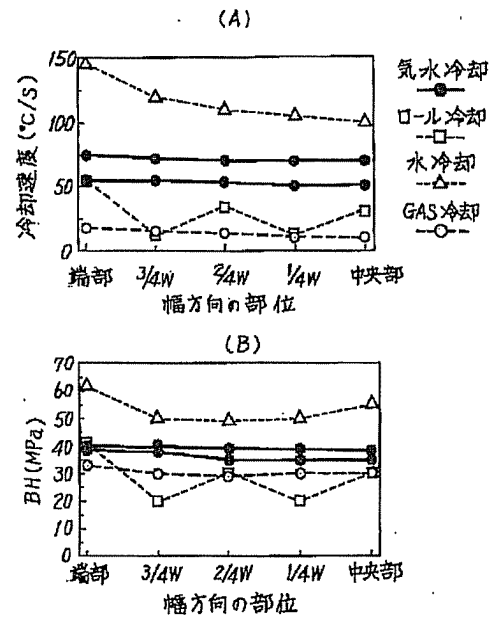 (A)
150
100
50
0
冷却速度(°C/S)
端部 3/4W 2/4W 1/4W 中央部
幅方向の部位
気水冷却
ロール冷却
水冷却
GAS冷却
(B)
70
60
50
40
30
20
10
0
BH(MPa)
端部 3/4W 2/4W 1/4W 中央部
幅方向の部位